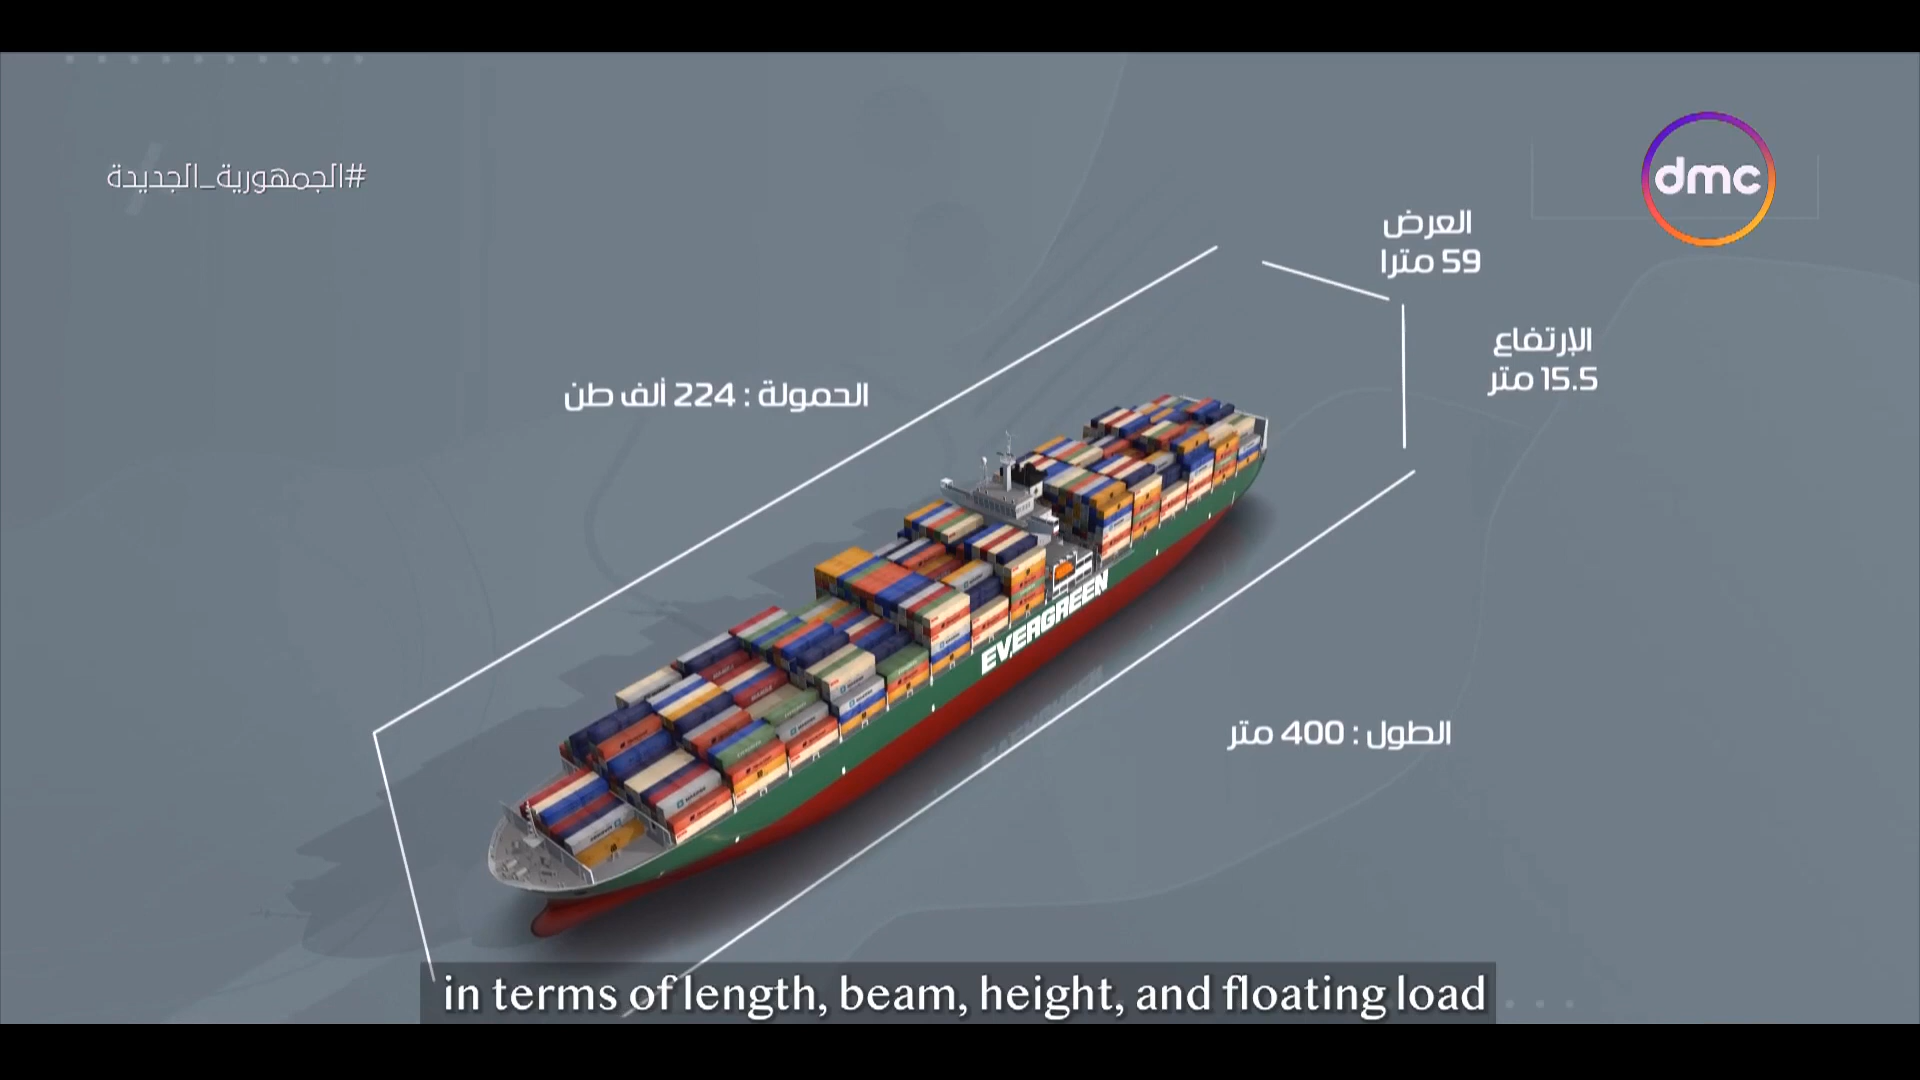 #الجمهورية_الجديدة
dmc
العرض
59 مترا
الإرتفاع
15.5 متر
الحمولة : 224 ألف طن
EVERGREEN
الطول : 400 متر
in terms of length, beam, height, and floating load